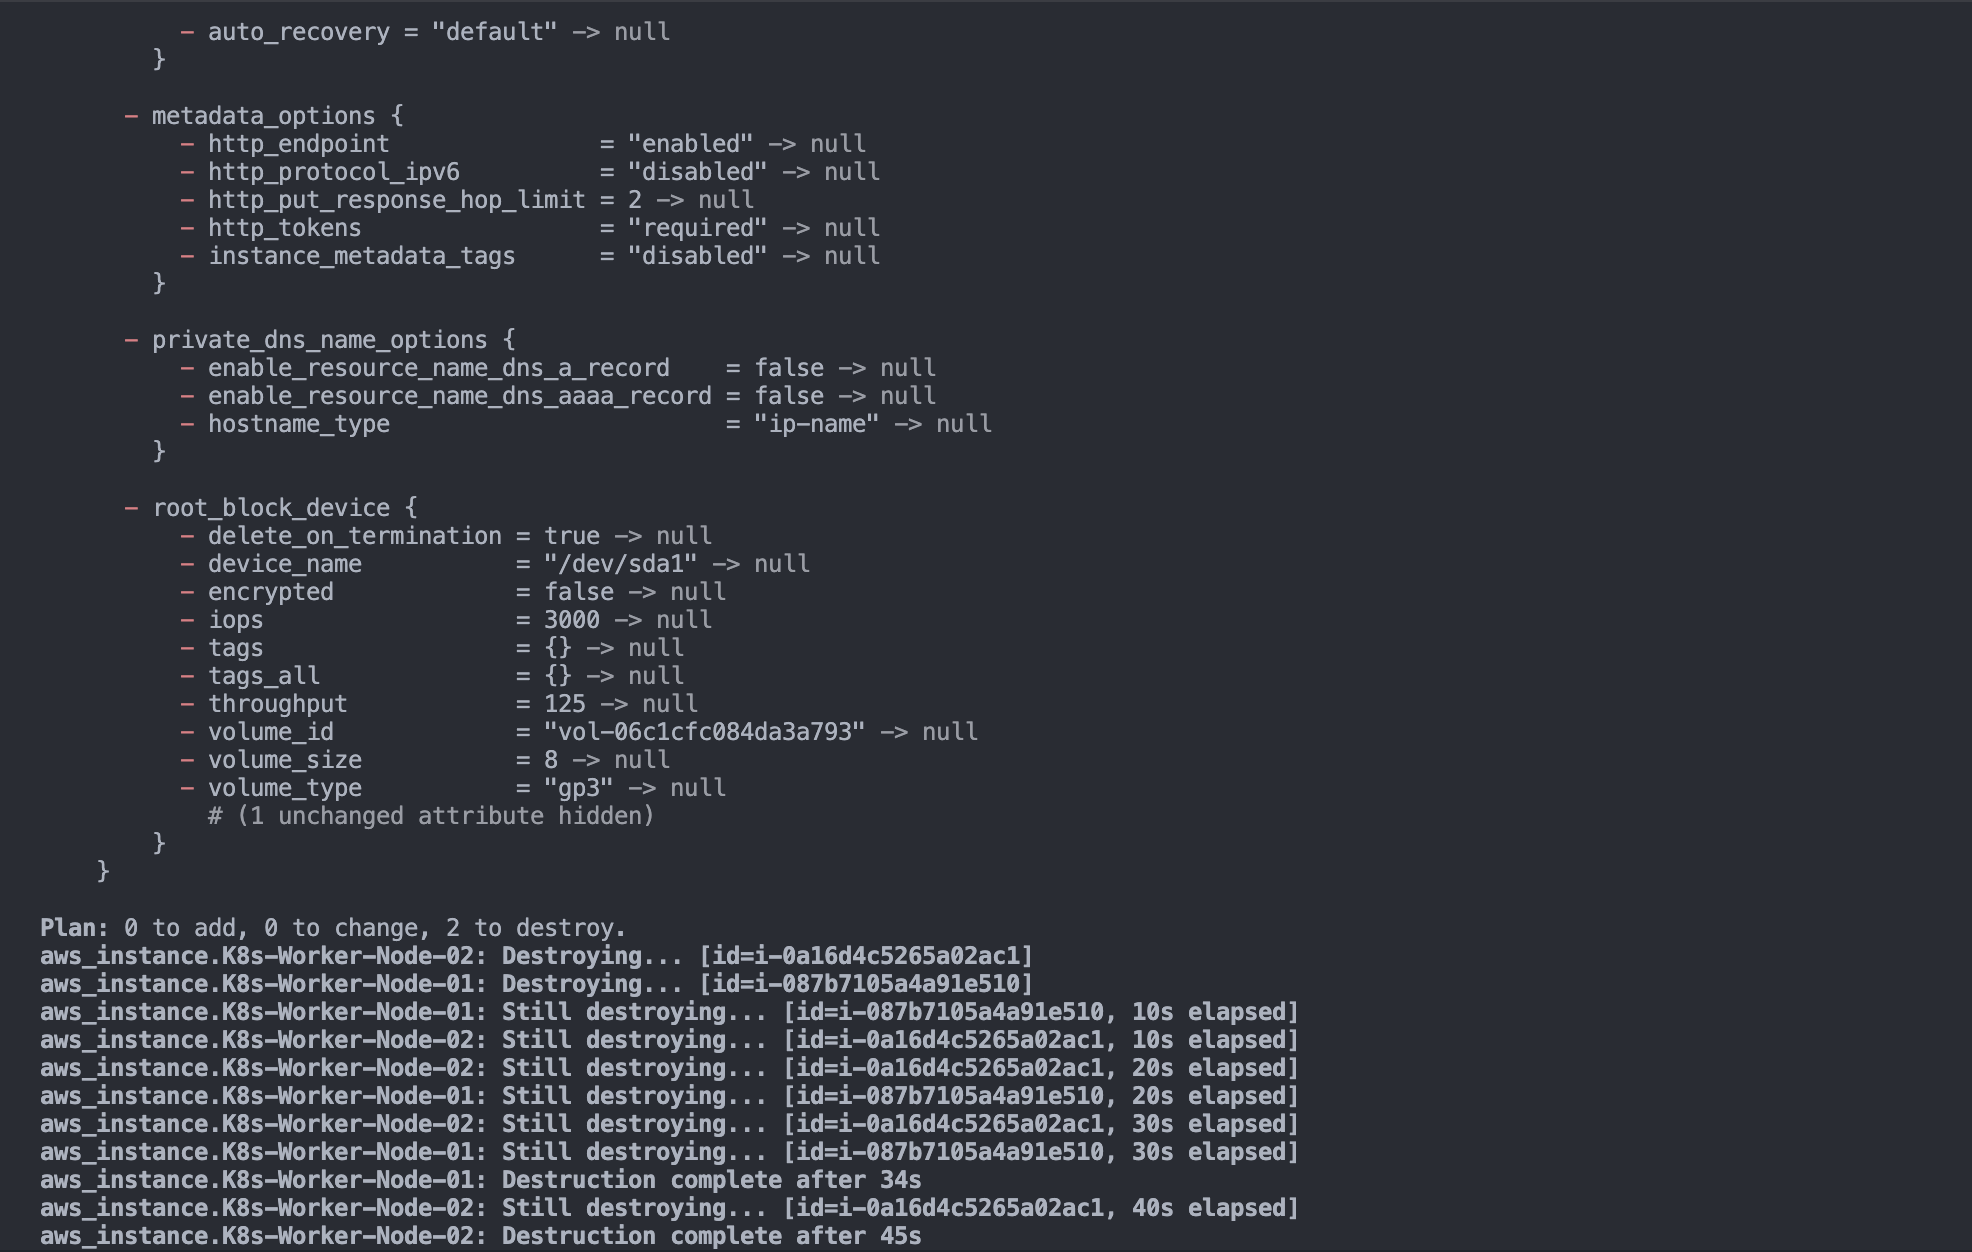 - auto_recovery = "default" -> null
}
- metadata_options {
- http_endpoint = "enabled" -> null
- http_protocol_ipv6 = "disabled" -> null
- http_put_response_hop_limit = 2 -> null
- http_tokens = "required" -> null
- instance_metadata_tags = "disabled" -> null
}
- private_dns_name_options {
- enable_resource_name_dns_a_record = false -> null
- enable_resource_name_dns_aaaa_record = false -> null
- hostname_type = "ip-name" -> null
}
- root_block_device {
- delete_on_termination = true -> null
- device_name = "/dev/sda1" -> null
- encrypted = false -> null
- iops = 3000 -> null
- tags = {} -> null
- tags_all = {} -> null
- throughput = 125 -> null
- volume_id = "vol-06c1cfc084da3a793" -> null
- volume_size = 8 -> null
- volume_type = "gp3" -> null
# (1 unchanged attribute hidden)
}
}
Plan: 0 to add, 0 to change, 2 to destroy.
aws_instance.K8s-Worker-Node-02: Destroying... [id=i-0a16d4c5265a02ac1]
aws_instance.K8s-Worker-Node-01: Destroying... [id=i-087b7105a4a91e510]
aws_instance.K8s-Worker-Node-01: Still destroying... [id=i-087b7105a4a91e510, 10s elapsed]
aws_instance.K8s-Worker-Node-02: Still destroying... [id=i-0a16d4c5265a02ac1, 10s elapsed]
aws_instance.K8s-Worker-Node-02: Still destroying... [id=i-0a16d4c5265a02ac1, 20s elapsed]
aws_instance.K8s-Worker-Node-01: Still destroying... [id=i-087b7105a4a91e510, 20s elapsed]
aws_instance.K8s-Worker-Node-02: Still destroying... [id=i-0a16d4c5265a02ac1, 30s elapsed]
aws_instance.K8s-Worker-Node-01: Still destroying... [id=i-087b7105a4a91e510, 30s elapsed]
aws_instance.K8s-Worker-Node-01: Destruction complete after 34s
aws_instance.K8s-Worker-Node-02: Still destroying... [id=i-0a16d4c5265a02ac1, 40s elapsed]
aws_instance.K8s-Worker-Node-02: Destruction complete after 45s